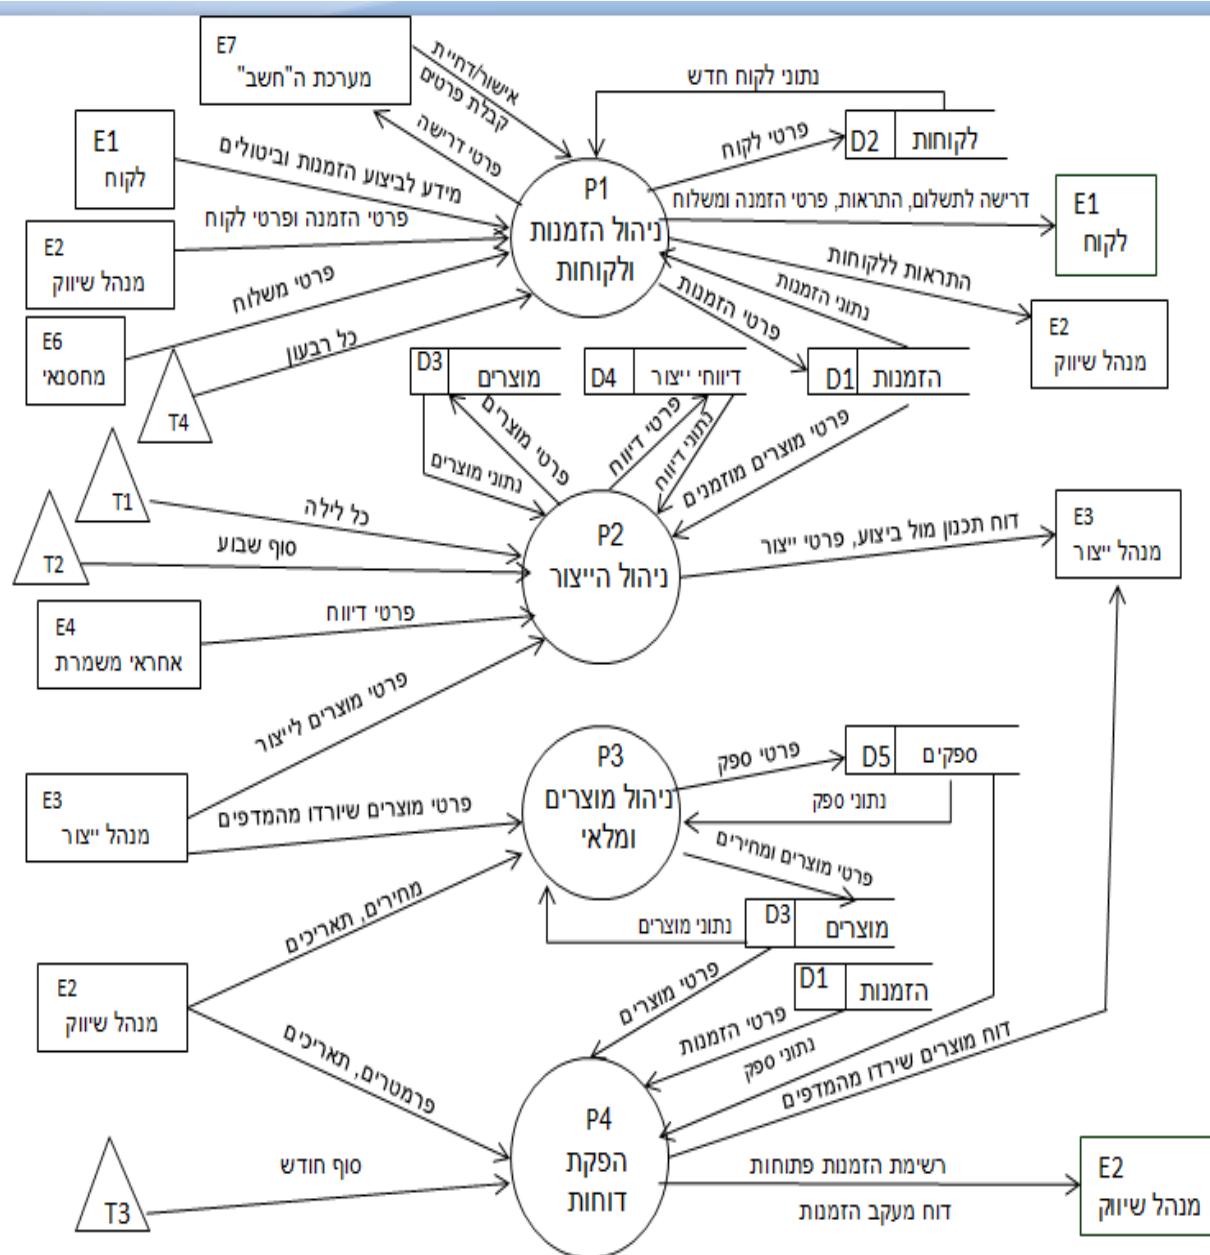 E7
מערכת ה"חשב"
אישור/דחיית
קבלת פרטים
פרטי דרישה
נתוני לקוח חדש
E1
לקוח
מידע לביצוע הזמנות וביטולים
P1
ניהול הזמנות
ולקוחות
פרטי לקוח
D2
לקוחות
דרישה לתשלום, התראות, פרטי הזמנה ומשלוח
E1
לקוח
E2
מנהל שיווק
פרטי הזמנה ופרטי לקוח
התראות ללקוחות
E2
מנהל שיווק
E6
מחסנאי
פרטי משלוח
נתוני הזמנות
פרטי הזמנות
T4
כל רבעון
D3
מוצרים
D4
דיווחי ייצור
D1
הזמנות
נתוני מוצרים
פרטי מוצרים
פרטי דיווח
נתוני דיווח
פרטי מוצרים מוזמנים
T1
כל לילה
T2
סוף שבוע
P2
ניהול הייצור
דוח תכנון מול ביצוע, פרטי ייצור
E3
מנהל ייצור
E4
אחראי משמרת
פרטי דיווח
פרטי מוצרים לייצור
E3
מנהל ייצור
פרטי מוצרים שיורדו מהמדפים
P3
ניהול מוצרים
ומלאי
פרטי ספק
D5
ספקים
נתוני ספק
פרטי מוצרים ומחירים
D3
מוצרים
נתוני מוצרים
מחירים, תאריכים
E2
מנהל שיווק
פרמטרים, תאריכים
פרטי מוצרים
D1
הזמנות
פרטי הזמנות
נתוני ספק
דוח מוצרים שירדו מהמדפים
P4
הפקת
דוחות
T3
סוף חודש
רשימת הזמנות פתוחות
דוח מעקב הזמנות
E2
מנהל שיווק